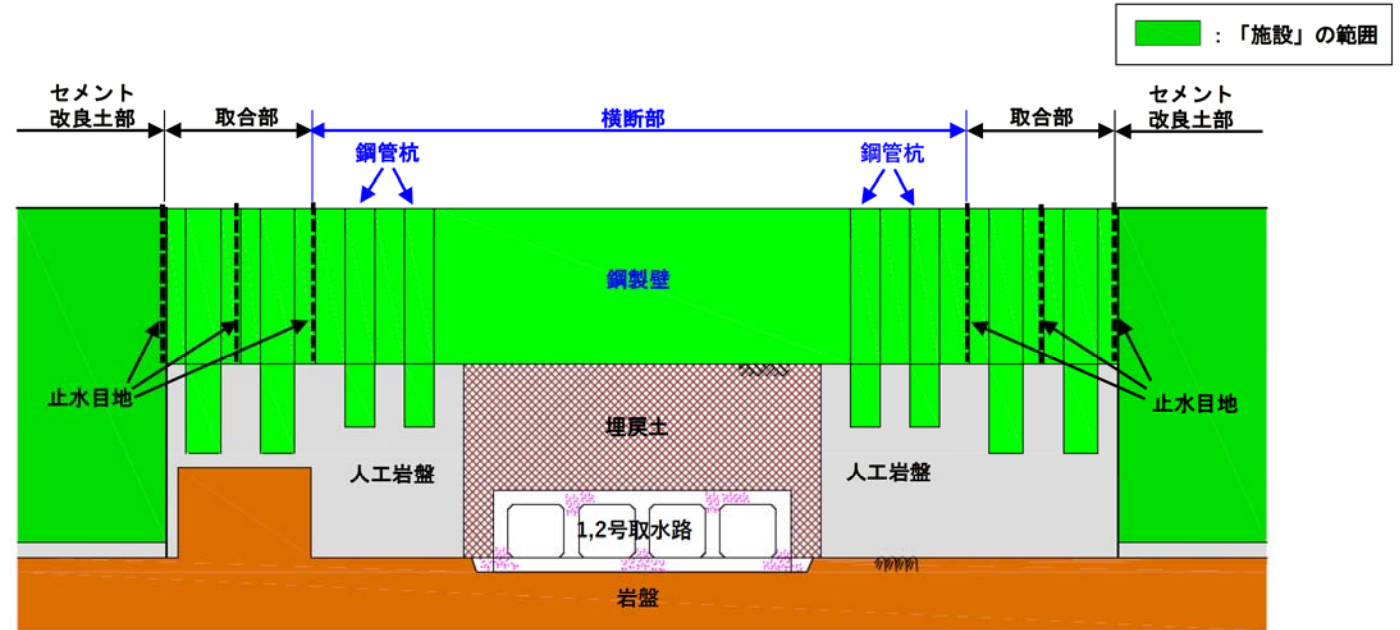 ：「施設」の範囲
セメント
改良土部
取合部
横断部
取合部
セメント
改良土部
鋼管杭
鋼管杭
鋼製壁
止水目地
止水目地
埋戻土
人工岩盤
人工岩盤
1,2号取水路
岩盤